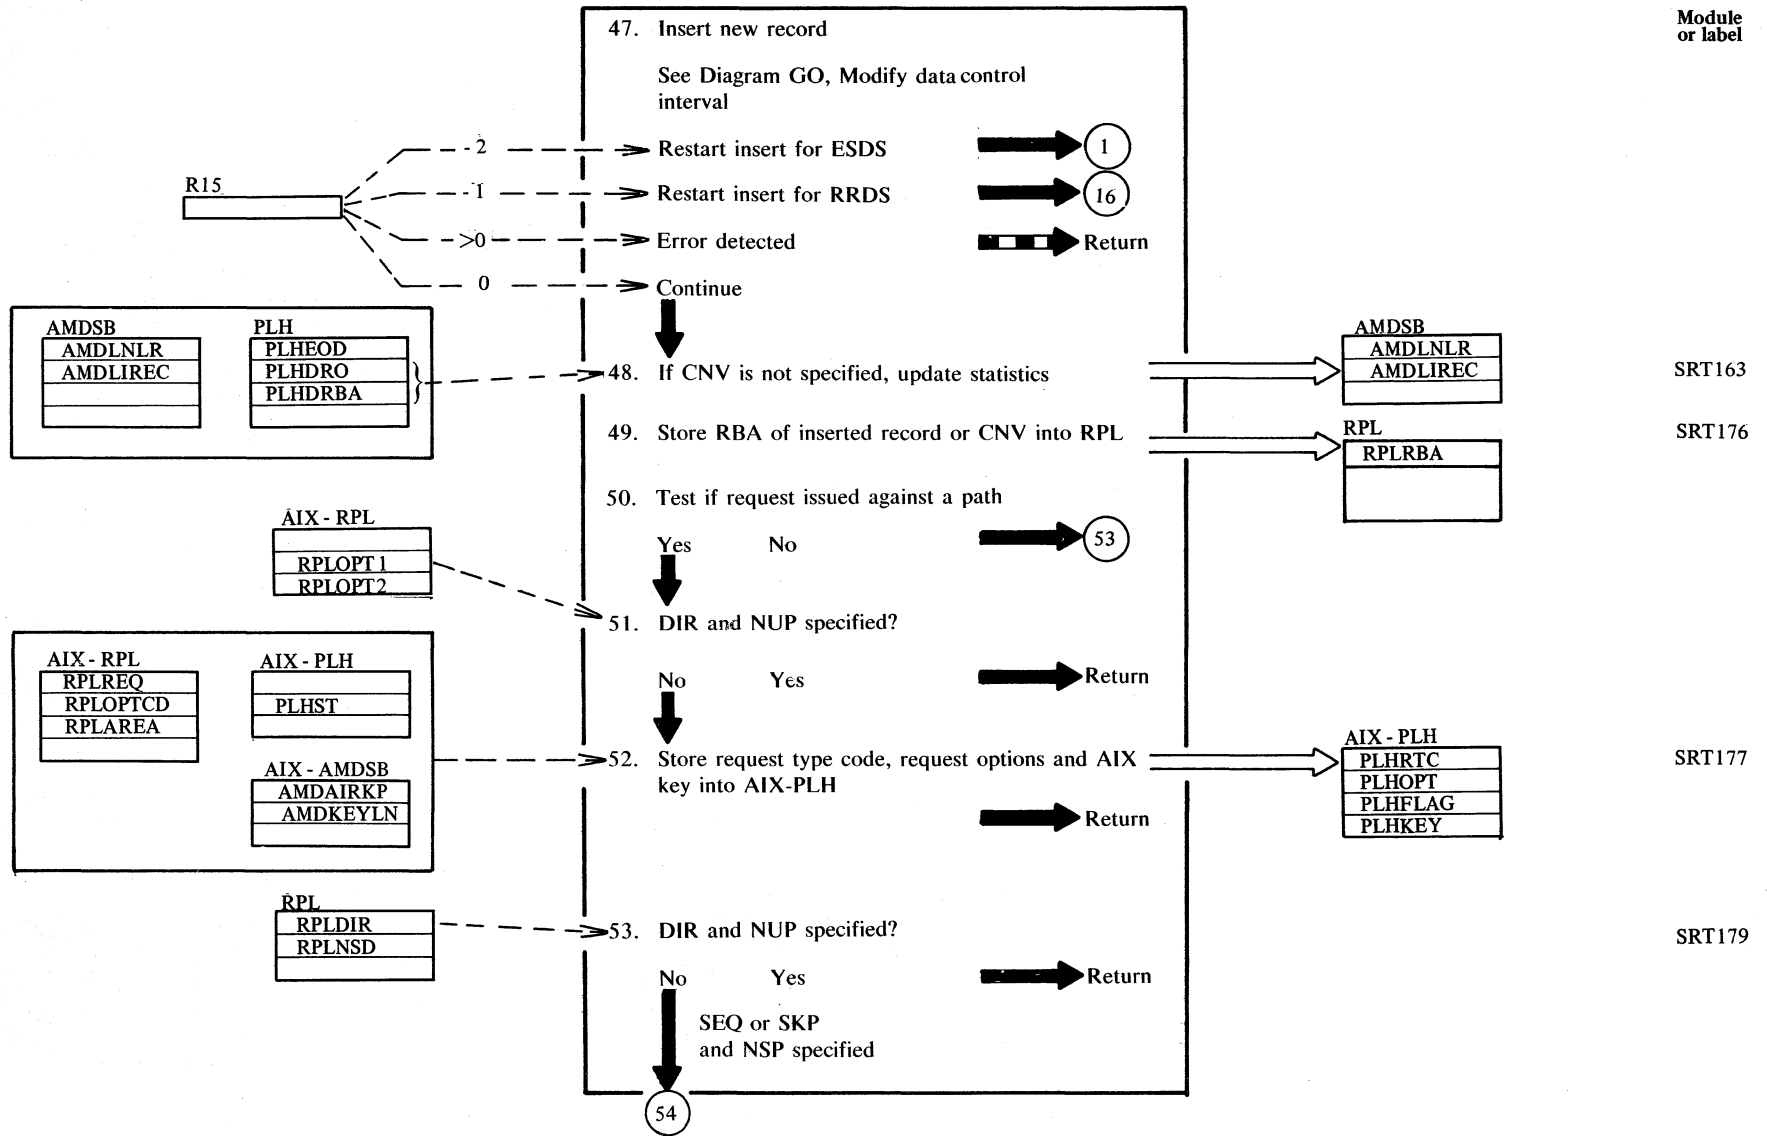 Module
or label
47. Insert new record
See Diagram GO, Modify data control
interval
- 2
Restart insert for ESDS
1
R15
- 1
Restart insert for RRDS
16
>0
Error detected
Return
0
Continue
AMDSB
AMDLNLR
AMDLIREC
PLH
PLHEOD
PLHDRO
PLHDRBA
48. If CNV is not specified, update statistics
AMDSB
AMDLNLR
AMDLIREC
SRT163
49. Store RBA of inserted record or CNV into RPL
RPL
RPLRBA
SRT176
50. Test if request issued against a path
Yes No
53
AIX - RPL
RPLOPT 1
RPLOPT2
51. DIR and NUP specified?
No Yes
Return
AIX - RPL
RPLREQ
RPLOPTCD
RPLAREA
AIX - PLH
PLHST
AIX - AMDSB
AMDAIRKP
AMDKEYLN
52. Store request type code, request options and AIX
key into AIX-PLH
Return
AIX - PLH
PLHRTC
PLHOPT
PLHFLAG
PLHKEY
SRT177
RPL
RPLDIR
RPLNSD
53. DIR and NUP specified?
SRT179
No Yes
Return
SEQ or SKP
and NSP specified
54